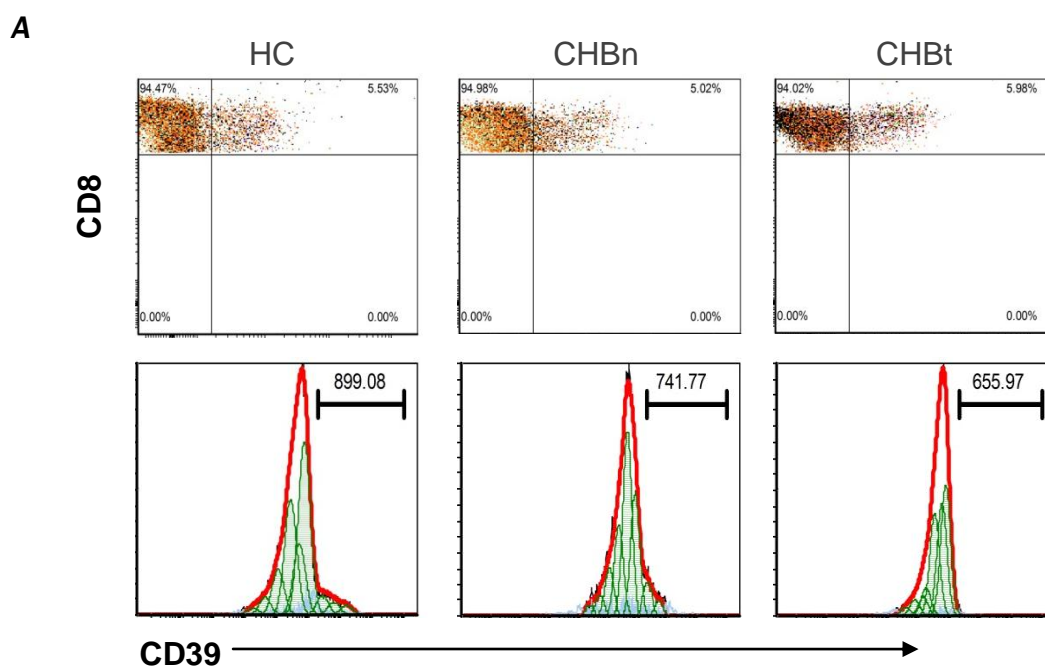 A
HC CHBn CHBt
94.47% 5.53% 94.98% 5.02% 94.02% 5.98%
CD8
0.00% 0.00% 0.00% 0.00% 0.00% 0.00%
899.08 741.77 655.97
CD39